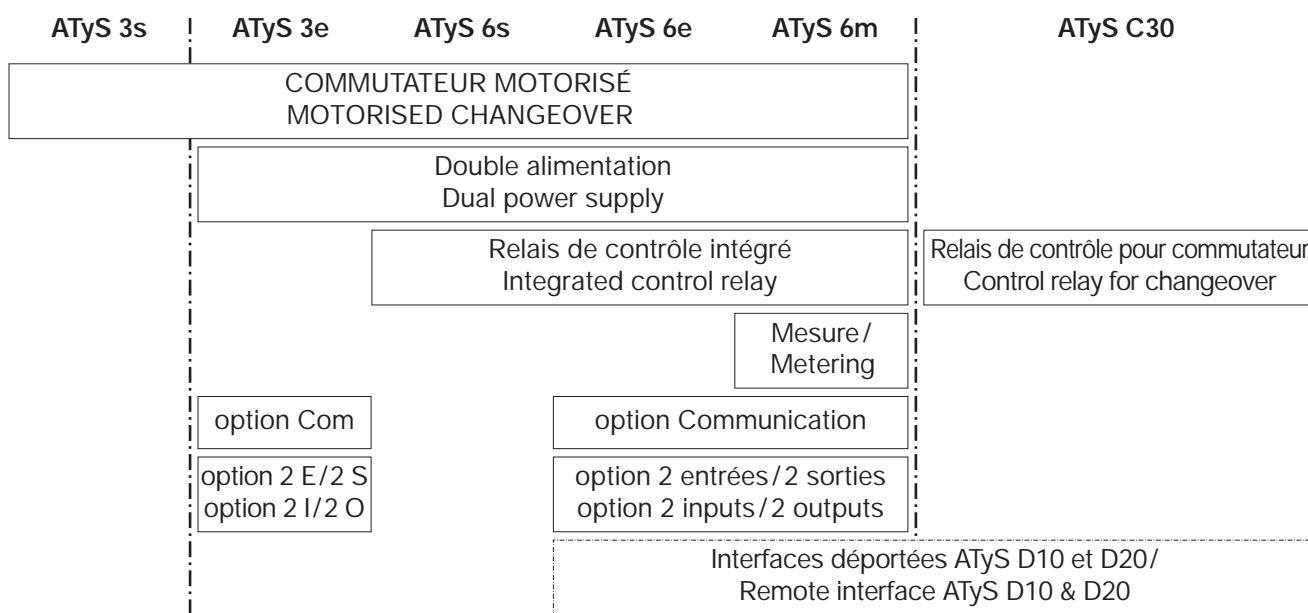 ATyS 3s ATyS 3e ATyS 6s ATyS 6e ATyS 6m ATyS C30
COMMUTATEUR MOTORISÉ
MOTORISED CHANGEOVER
Double alimentation
Dual power supply
Relais de contrôle intégré
Integrated control relay
Relais de contrôle pour commutateur
Control relay for changeover
Mesure/
Metering
option Com
option Communication
option 2 E/2 S
option 2 I/2 O
option 2 entrées/2 sorties
option 2 inputs/2 outputs
Interfaces déportées ATyS D10 et D20/
Remote interface ATyS D10 & D20